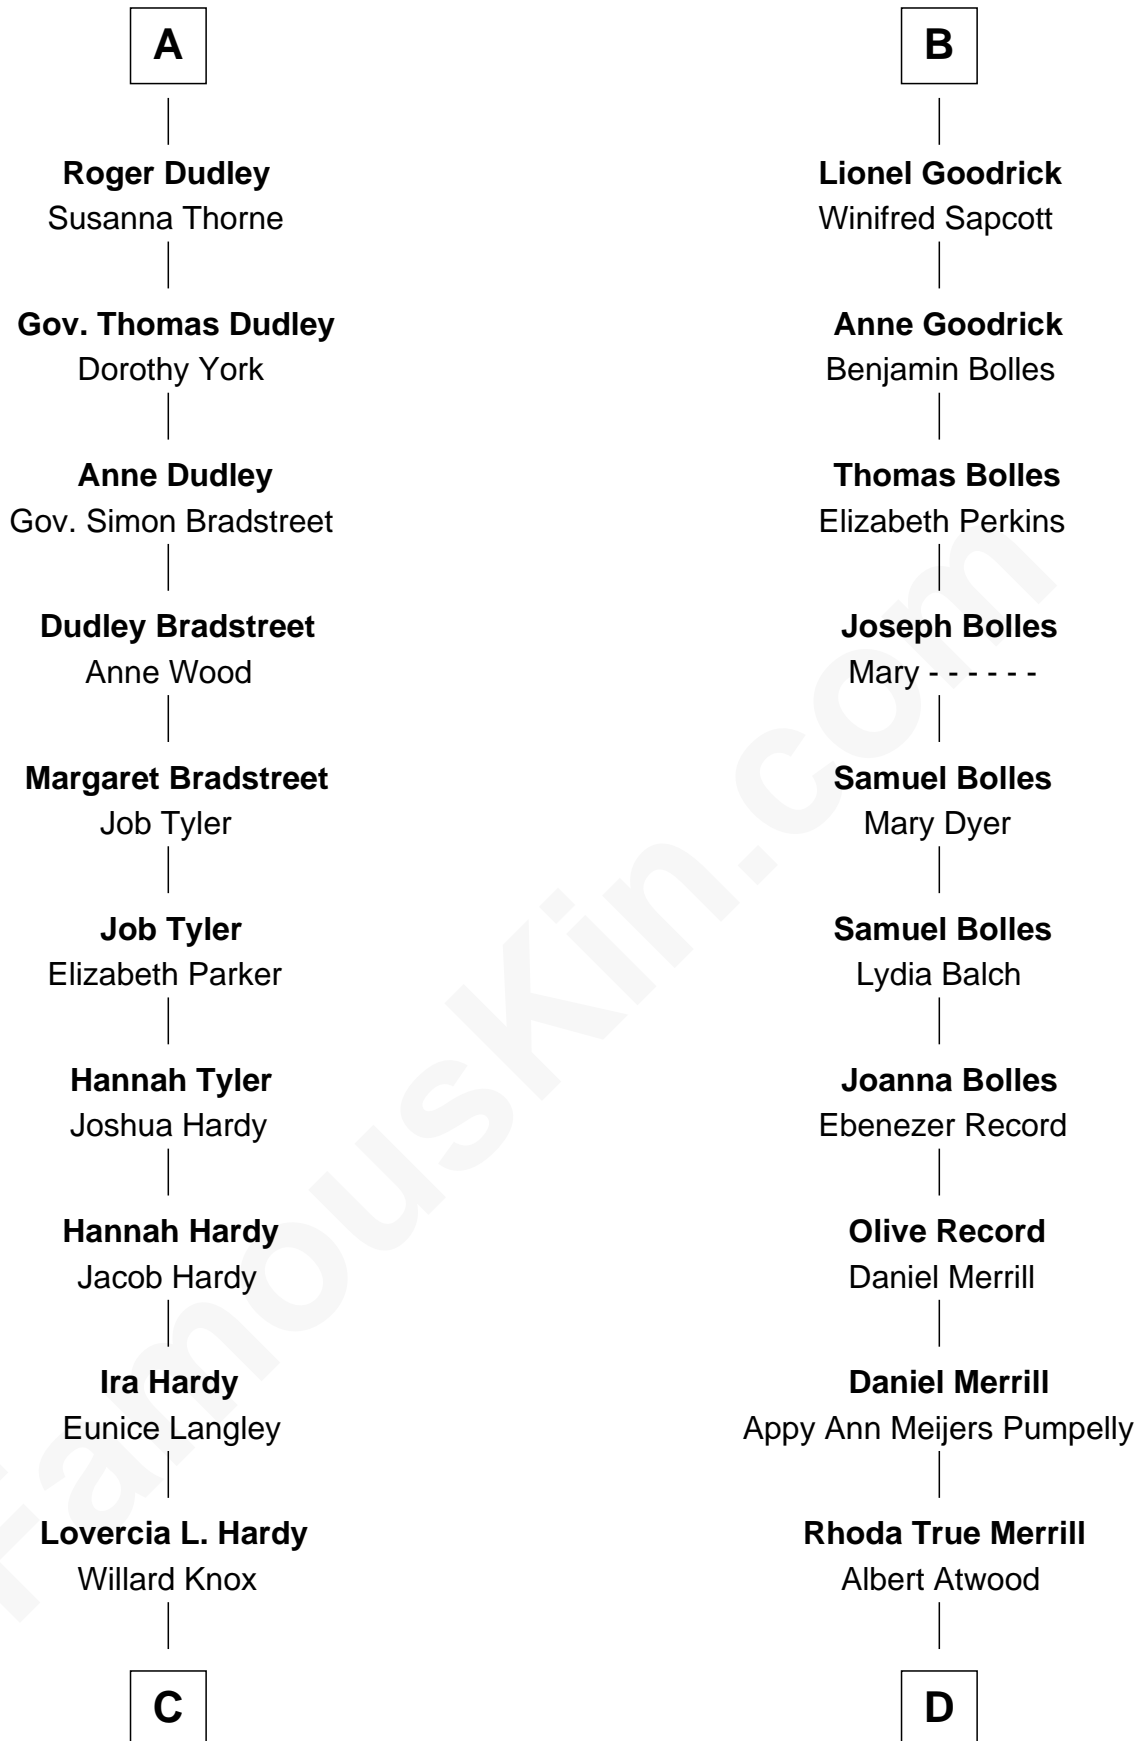 A
Roger Dudley
Susanna Thorne
Gov. Thomas Dudley
Dorothy York
Anne Dudley
Gov. Simon Bradstreet
Dudley Bradstreet
Anne Wood
Margaret Bradstreet
Job Tyler
Job Tyler
Elizabeth Parker
Hannah Tyler
Joshua Hardy
Hannah Hardy
Jacob Hardy
Ira Hardy
Eunice Langley
Lovercia L. Hardy
Willard Knox
C
B
Lionel Goodrick
Winifred Sapcott
Anne Goodrick
Benjamin Bolles
Thomas Bolles
Elizabeth Perkins
Joseph Bolles
Mary - - - - - -
Samuel Bolles
Mary Dyer
Samuel Bolles
Lydia Balch
Joanna Bolles
Ebenezer Record
Olive Record
Daniel Merrill
Daniel Merrill
Appy Ann Meijers Pumpelly
Rhoda True Merrill
Albert Atwood
D
FamousKin.com